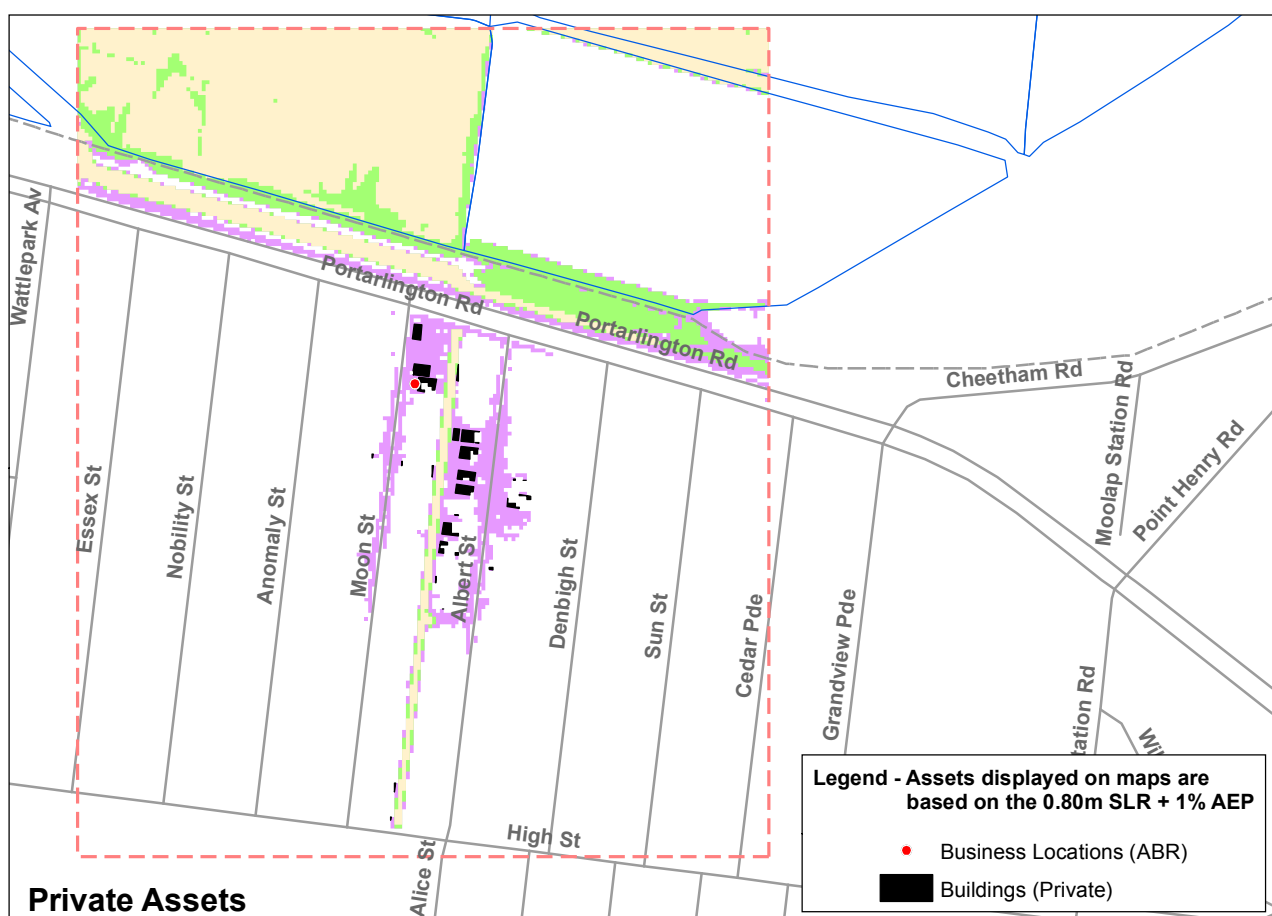 Wattlepark Av
Portarlington Rd
Portarlington Rd
Cheetham Rd
Moolap Station Rd
Point Henry Rd
Essex St
Nobility St
Anomaly St
Moon St
Albert St
Denbigh St
Sun St
Cedar Pde
Grandview Pde
tation Rd
Wil
High St
Alice St
Legend - Assets displayed on maps are
based on the 0.80m SLR + 1% AEP
Business Locations (ABR)
Buildings (Private)
Private Assets